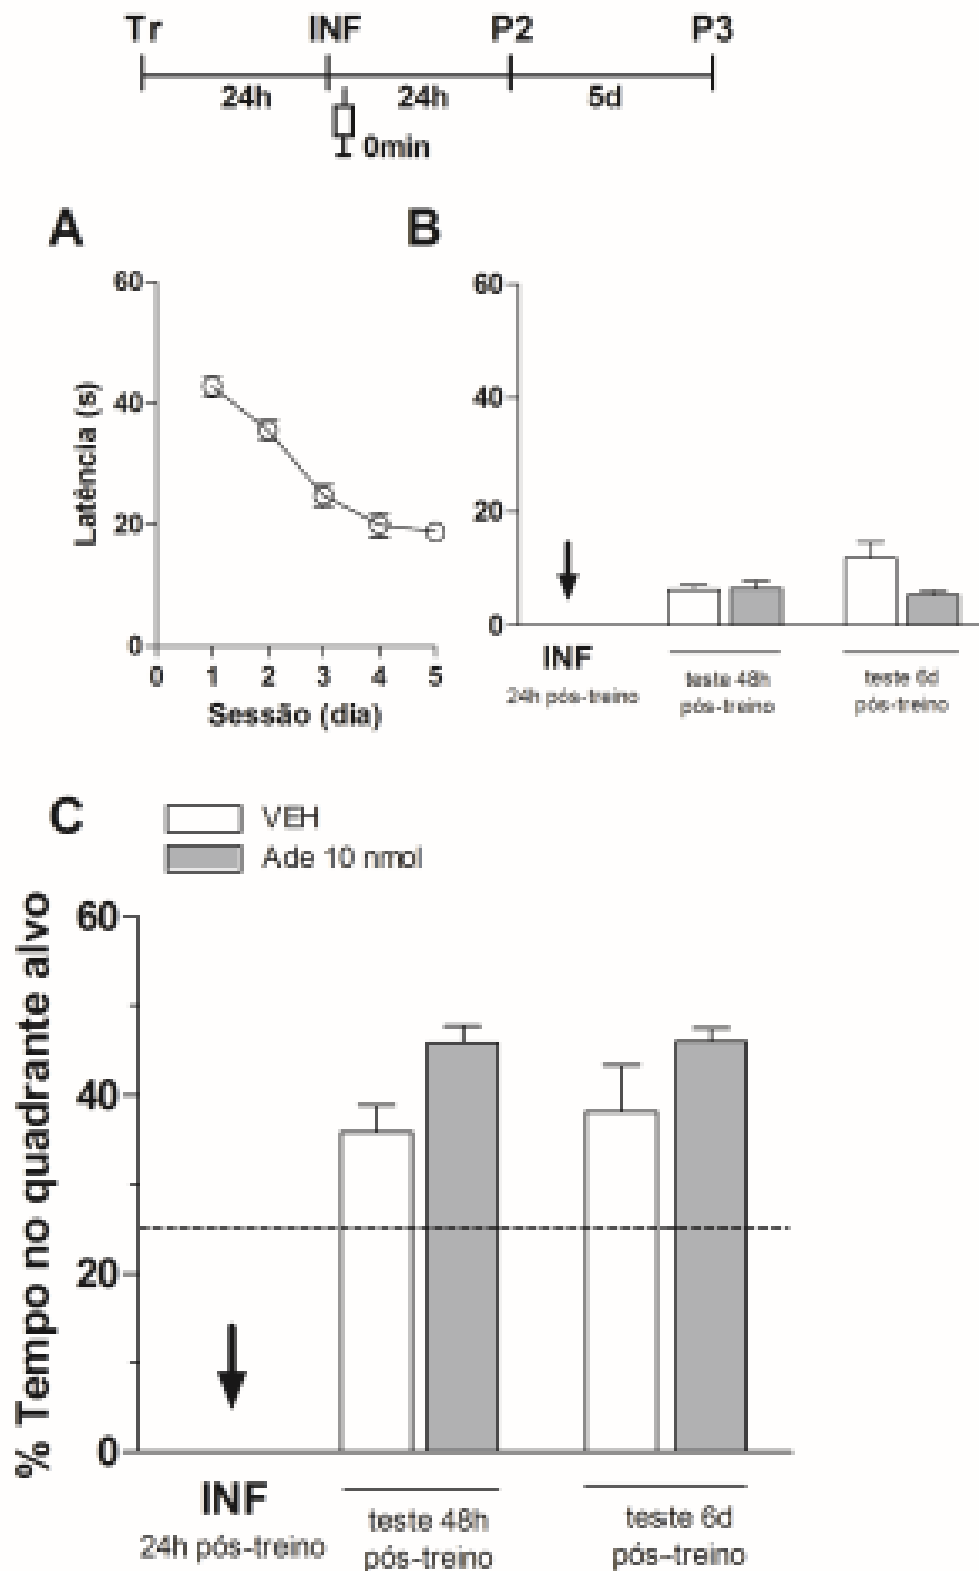 Tr INF P2 P3
24h 24h 5d
0min
A
60
40
20
0
Latência (s)
0 1 2 3 4 5
Sessão (dia)
B
60
40
20
0
INF
24h pós-treino
teste 48h
pós-treino
teste 6d
pós-treino
C
VEH
Ade 10 nmol
% Tempo no quadrante alvo
60
40
20
0
INF
24h pós-treino
teste 48h
pós-treino
teste 6d
pós-treino